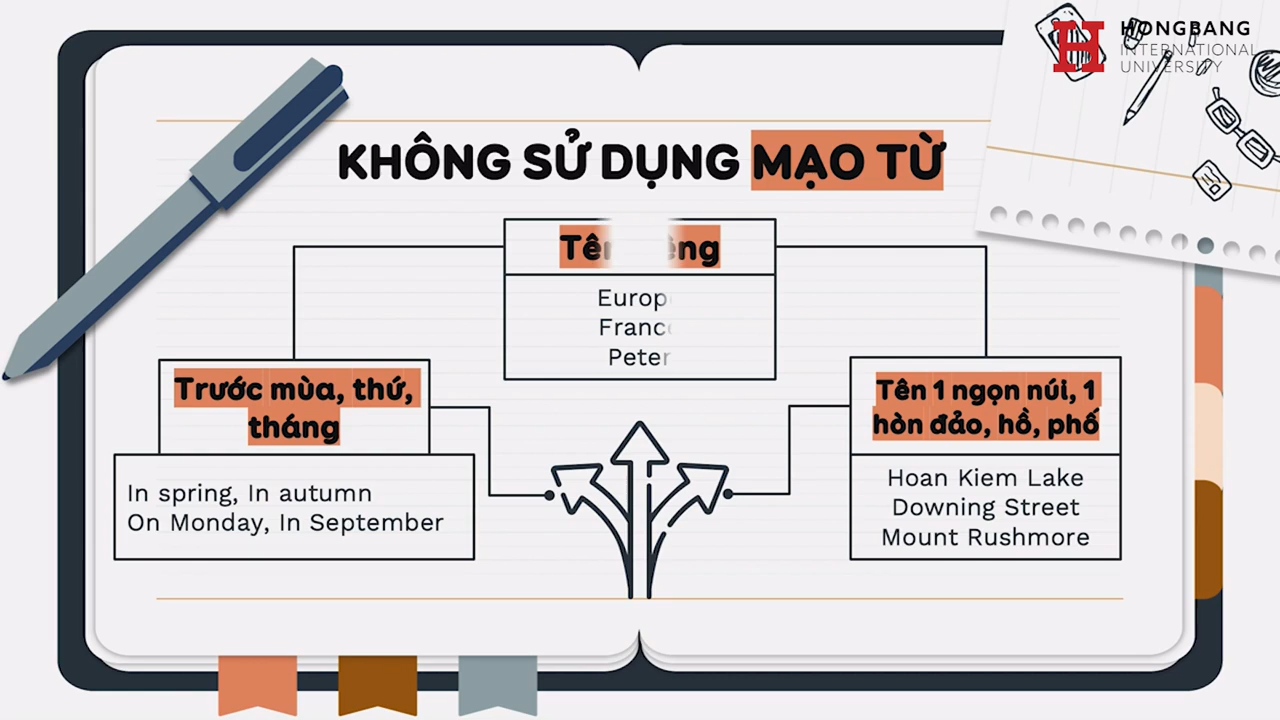 HONGBANG
INTERNATIONAL
UNIVERSITY
KHÔNG SỬ DỤNG MẠO TỪ
Europ
Franc
Peter
Trước mùa, thứ,
tháng
In spring, In autumn
On Monday, In September
Tên 1 ngọn núi, 1
hòn đảo, hồ, phố
Hoan Kiem Lake
Downing Street
Mount Rushmore